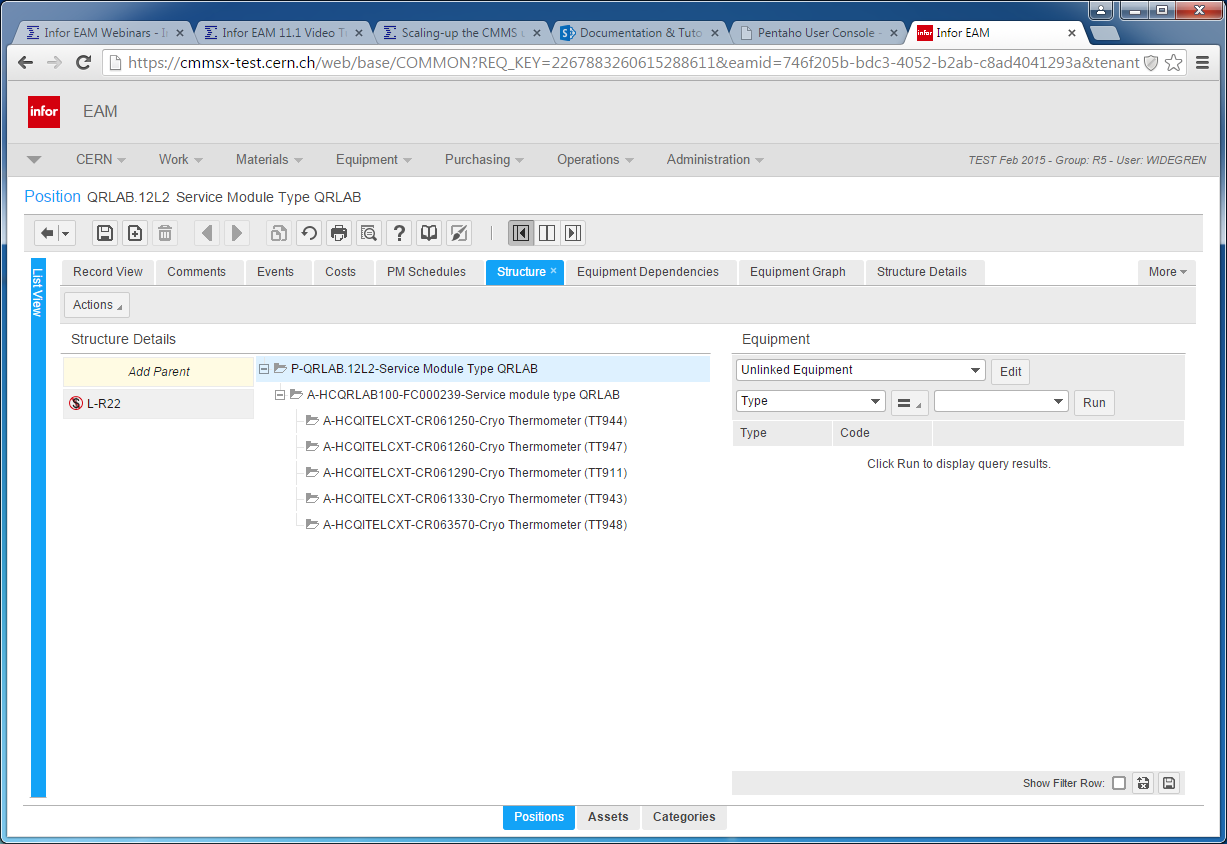 Infor EAM Webinars - In
Infor EAM 11.1 Video Tu
Scaling-up the CMMS u
Documentation & Tuto
Pentaho User Console -
infor Infor EAM
https://cmmsx-test.cern.ch/web/base/COMMON?REQ_KEY=2267883260615288611&eamid=746f205b-bdc3-4052-b2ab-c8ad4041293a&tenant
infor EAM
CERN Work Materials Equipment Purchasing Operations Administration TEST Feb 2015 - Group: R5 - User: WIDEGREN
Position QRLAB.12L2 Service Module Type QRLAB
List View
Record View Comments Events Costs PM Schedules Structure × Equipment Dependencies Equipment Graph Structure Details More
Actions
Structure Details
Add Parent
L-R22
P-QRLAB.12L2-Service Module Type QRLAB
A-HCQRLAB100-FC000239-Service module type QRLAB
A-HCQITELCXT-CR061250-Cryo Thermometer (TT944)
A-HCQITELCXT-CR061260-Cryo Thermometer (TT947)
A-HCQITELCXT-CR061290-Cryo Thermometer (TT911)
A-HCQITELCXT-CR061330-Cryo Thermometer (TT943)
A-HCQITELCXT-CR063570-Cryo Thermometer (TT948)
Equipment
Unlinked Equipment Edit
Type = Run
Type Code
Click Run to display query results.
Show Filter Row:
Positions Assets Categories